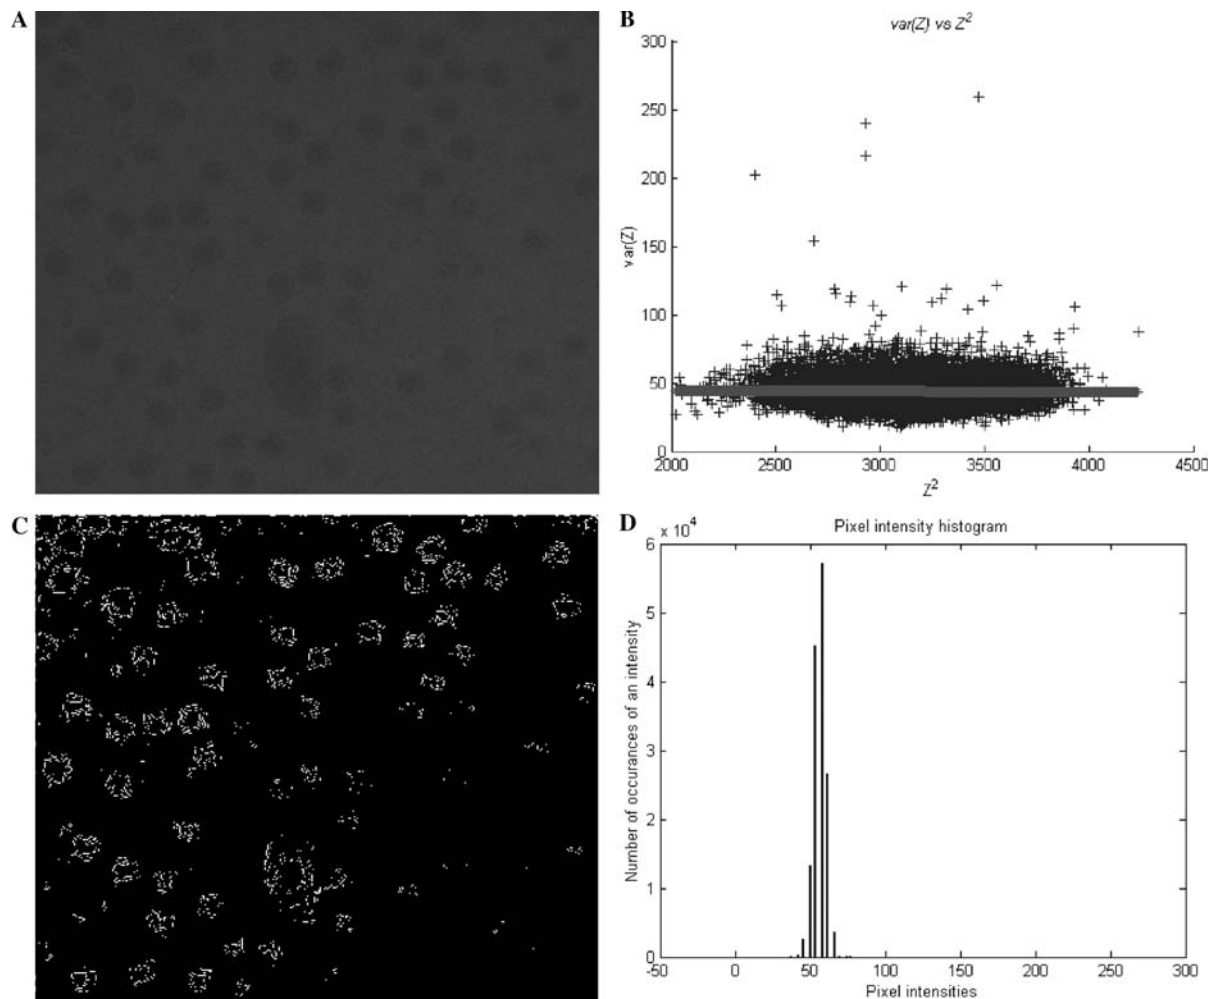 A
B
var(Z) vs Z²
300
250
200
150
100
50
0
var(Z)
2000 2500 3000 3500 4000 4500
Z²
C
D
Pixel intensity histogram
x 10⁴
6
5
4
3
2
1
0
Number of occurances of an intensity
-50 0 50 100 150 200 250 300
Pixel intensities